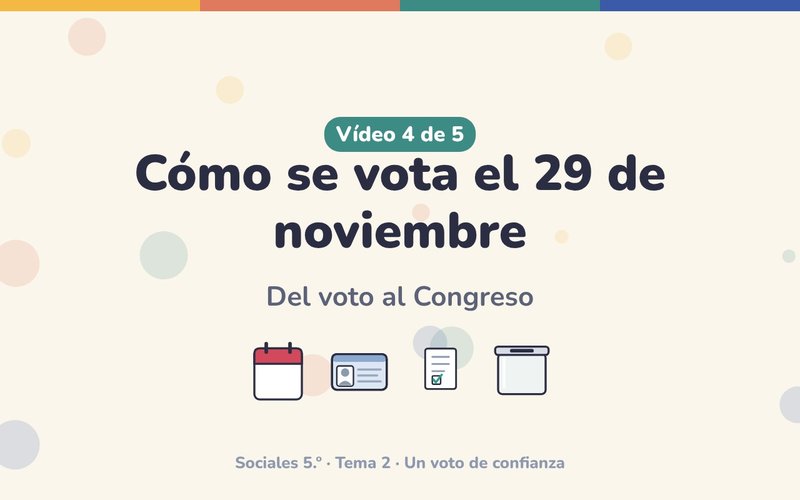 Vídeo 4 de 5
Cómo se vota el 29 de
noviembre
Del voto al Congreso
Sociales 5.º · Tema 2 · Un voto de confianza